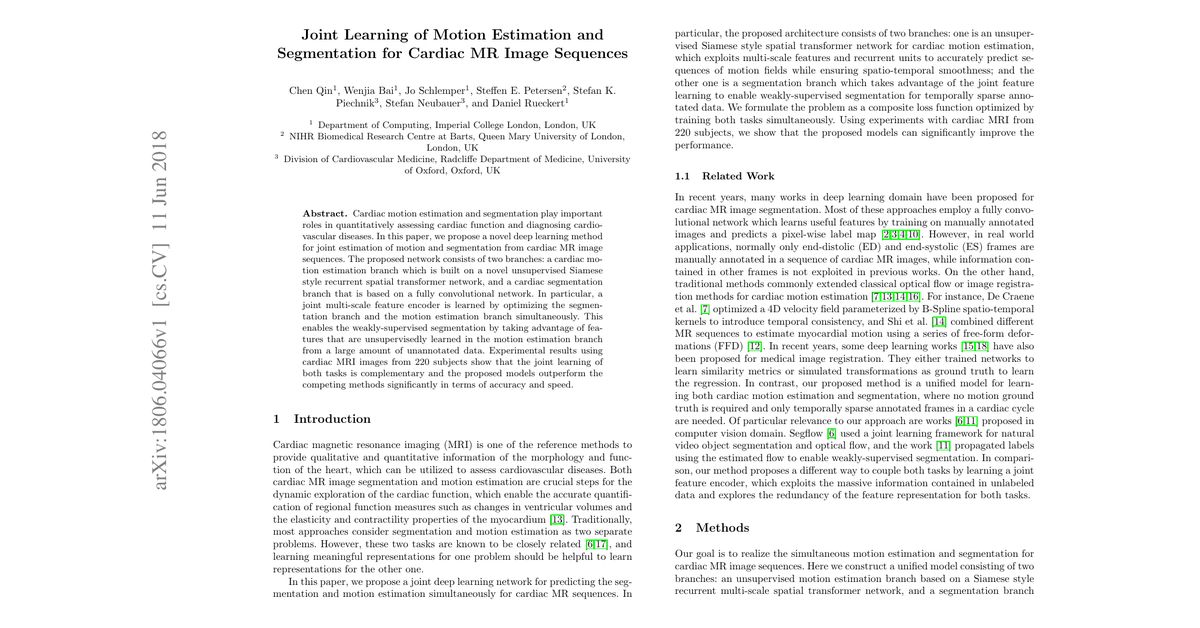 arXiv:1806.04066v1 [cs.CV] 11 Jun 2018
Joint Learning of Motion Estimation and
Segmentation for Cardiac MR Image Sequences
Chen Qin1, Wenjia Bai1, Jo Schlemper1, Steffen E. Petersen2, Stefan K.
Piechnik3, Stefan Neubauer3, and Daniel Rueckert1
1 Department of Computing, Imperial College London, London, UK
2 NIHR Biomedical Research Centre at Barts, Queen Mary University of London,
London, UK
3 Division of Cardiovascular Medicine, Radcliffe Department of Medicine, University
of Oxford, Oxford, UK
Abstract. Cardiac motion estimation and segmentation play important
roles in quantitatively assessing cardiac function and diagnosing cardio-
vascular diseases. In this paper, we propose a novel deep learning method
for joint estimation of motion and segmentation from cardiac MR image
sequences. The proposed network consists of two branches: a cardiac mo-
tion estimation branch which is built on a novel unsupervised Siamese
style recurrent spatial transformer network, and a cardiac segmentation
branch that is based on a fully convolutional network. In particular, a
joint multi-scale feature encoder is learned by optimizing the segmen-
tation branch and the motion estimation branch simultaneously. This
enables the weakly-supervised segmentation by taking advantage of fea-
tures that are unsupervisedly learned in the motion estimation branch
from a large amount of unannotated data. Experimental results using
cardiac MRI images from 220 subjects show that the joint learning of
both tasks is complementary and the proposed models outperform the
competing methods significantly in terms of accuracy and speed.
1 Introduction
Cardiac magnetic resonance imaging (MRI) is one of the reference methods to
provide qualitative and quantitative information of the morphology and func-
tion of the heart, which can be utilized to assess cardiovascular diseases. Both
cardiac MR image segmentation and motion estimation are crucial steps for the
dynamic exploration of the cardiac function, which enable the accurate quantifi-
cation of regional function measures such as changes in ventricular volumes and
the elasticity and contractility properties of the myocardium [13]. Traditionally,
most approaches consider segmentation and motion estimation as two separate
problems. However, these two tasks are known to be closely related [6,17], and
learning meaningful representations for one problem should be helpful to learn
representations for the other one.
In this paper, we propose a joint deep learning network for predicting the seg-
mentation and motion estimation simultaneously for cardiac MR sequences. In
particular, the proposed architecture consists of two branches: one is an unsuper-
vised Siamese style spatial transformer network for cardiac motion estimation,
which exploits multi-scale features and recurrent units to accurately predict se-
quences of motion fields while ensuring spatio-temporal smoothness; and the
other one is a segmentation branch which takes advantage of the joint feature
learning to enable weakly-supervised segmentation for temporally sparse anno-
tated data. We formulate the problem as a composite loss function optimized by
training both tasks simultaneously. Using experiments with cardiac MRI from
220 subjects, we show that the proposed models can significantly improve the
performance.
1.1 Related Work
In recent years, many works in deep learning domain have been proposed for
cardiac MR image segmentation. Most of these approaches employ a fully convo-
lutional network which learns useful features by training on manually annotated
images and predicts a pixel-wise label map [2,3,4,10]. However, in real world
applications, normally only end-distolic (ED) and end-systolic (ES) frames are
manually annotated in a sequence of cardiac MR images, while information con-
tained in other frames is not exploited in previous works. On the other hand,
traditional methods commonly extended classical optical flow or image registra-
tion methods for cardiac motion estimation [7,13,14,16]. For instance, De Craene
et al. [7] optimized a 4D velocity field parameterized by B-Spline spatio-temporal
kernels to introduce temporal consistency, and Shi et al. [14] combined different
MR sequences to estimate myocardial motion using a series of free-form defor-
mations (FFD) [12]. In recent years, some deep learning works [15,18] have also
been proposed for medical image registration. They either trained networks to
learn similarity metrics or simulated transformations as ground truth to learn
the regression. In contrast, our proposed method is a unified model for learn-
ing both cardiac motion estimation and segmentation, where no motion ground
truth is required and only temporally sparse annotated frames in a cardiac cycle
are needed. Of particular relevance to our approach are works [6,11] proposed in
computer vision domain. Segflow [6] used a joint learning framework for natural
video object segmentation and optical flow, and the work [11] propagated labels
using the estimated flow to enable weakly-supervised segmentation. In compari-
son, our method proposes a different way to couple both tasks by learning a joint
feature encoder, which exploits the massive information contained in unlabeled
data and explores the redundancy of the feature representation for both tasks.
2 Methods
Our goal is to realize the simultaneous motion estimation and segmentation for
cardiac MR image sequences. Here we construct a unified model consisting of two
branches: an unsupervised motion estimation branch based on a Siamese style
recurrent multi-scale spatial transformer network, and a segmentation branch